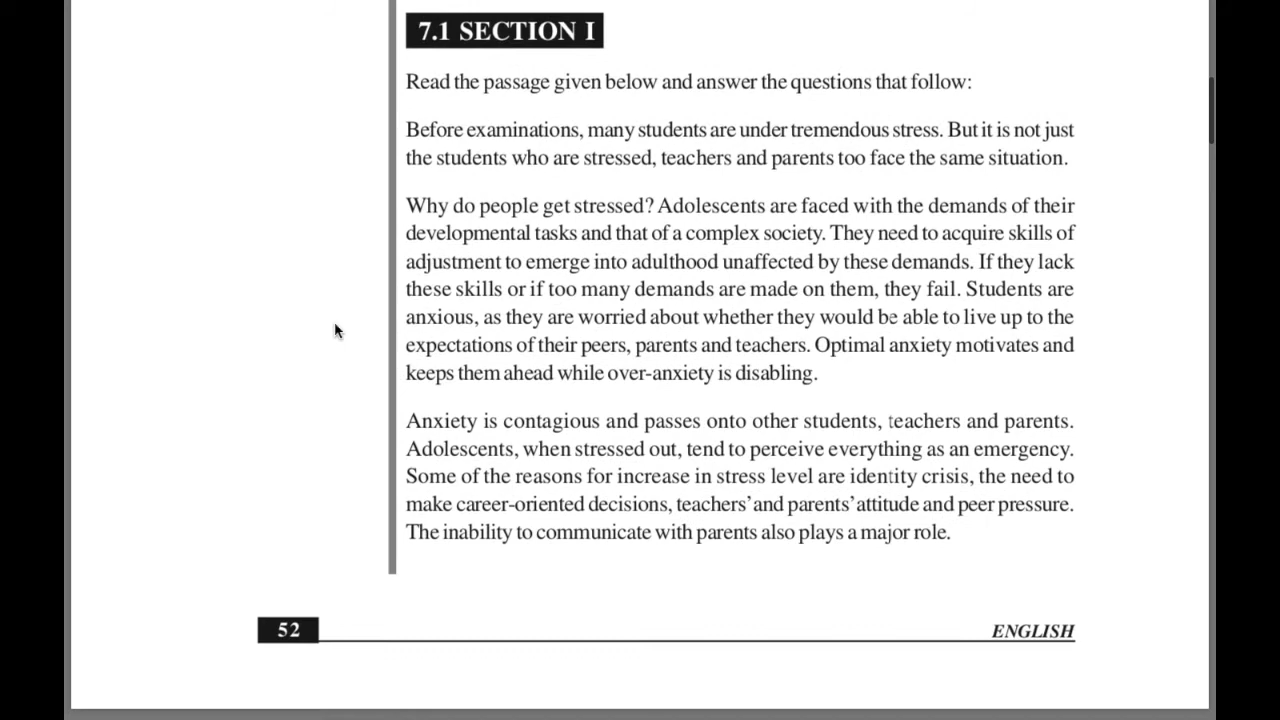 7.1 SECTION I
Read the passage given below and answer the questions that follow:
Before examinations, many students are under tremendous stress. But it is not just
the students who are stressed, teachers and parents too face the same situation.
Why do people get stressed? Adolescents are faced with the demands of their
developmental tasks and that of a complex society. They need to acquire skills of
adjustment to emerge into adulthood unaffected by these demands. If they lack
these skills or if too many demands are made on them, they fail. Students are
anxious, as they are worried about whether they would be able to live up to the
expectations of their peers, parents and teachers. Optimal anxiety motivates and
keeps them ahead while over-anxiety is disabling.
Anxiety is contagious and passes onto other students, teachers and parents.
Adolescents, when stressed out, tend to perceive everything as an emergency.
Some of the reasons for increase in stress level are identity crisis, the need to
make career-oriented decisions, teachers' and parents' attitude and peer pressure.
The inability to communicate with parents also plays a major role.
52
ENGLISH